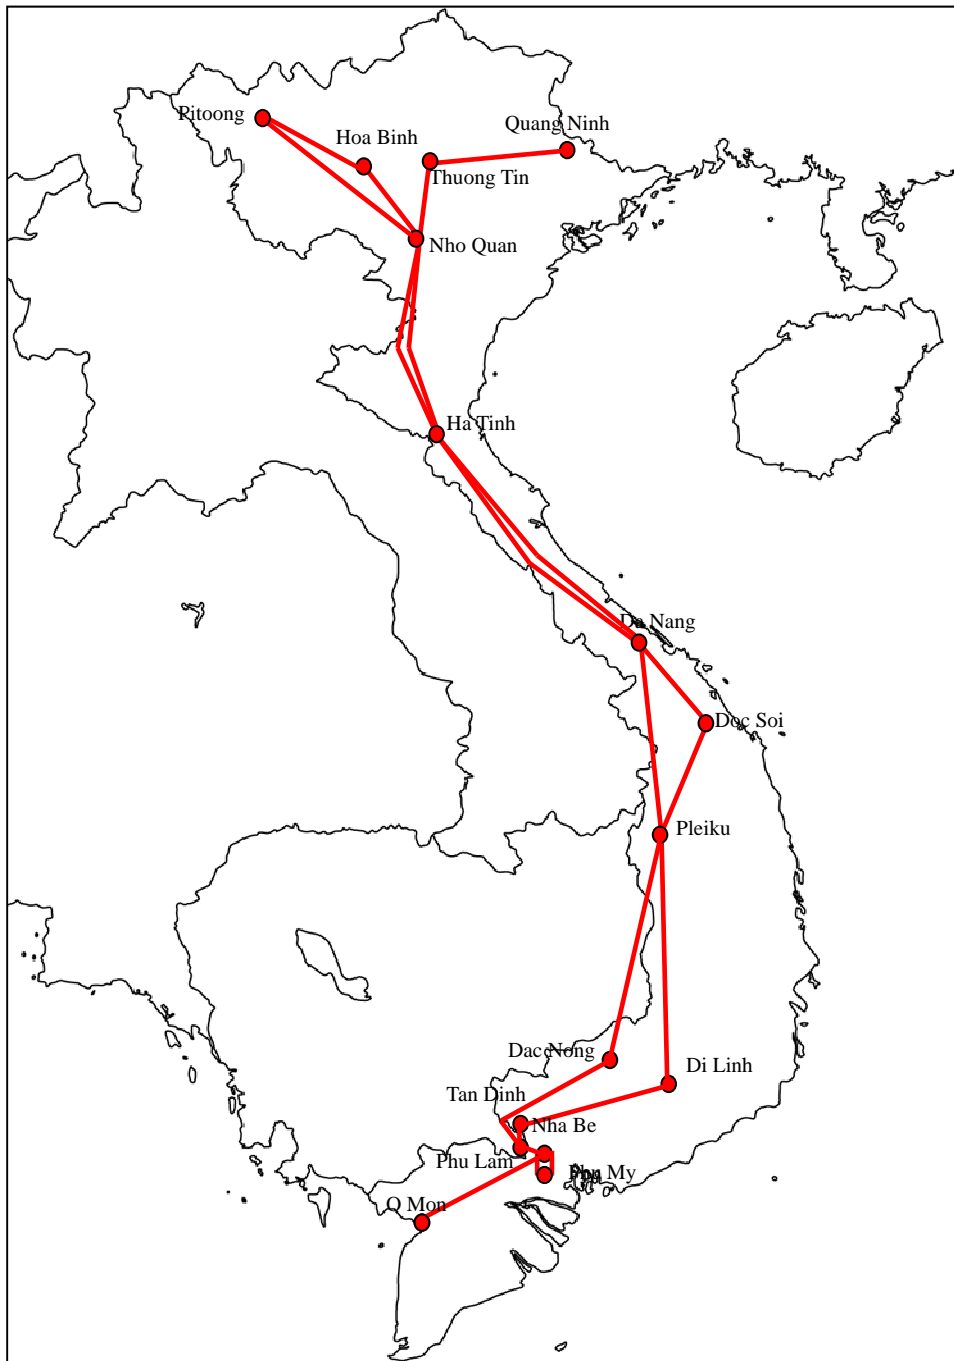 Pitoong
Quang Ninh
Hoa Binh
Thuong Tin
Nho Quan
Ha Tinh
Da Nang
Doc Soi
Pleiku
Dac Nong
Di Linh
Tan Dinh
Nha Be
Phu Lam
Phu My
O Mon